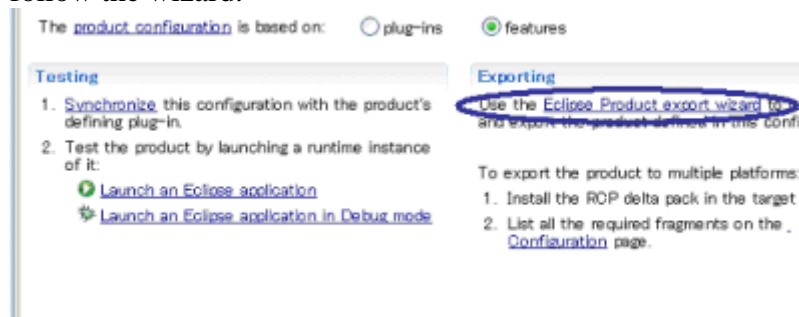 follow the wizard.
The product configuration is based on: plug-ins features
Testing
1. Synchronize this configuration with the product's
defining plug-in.
2. Test the product by launching a runtime instance
of it:
Launch an Eclipse application
Launch an Eclipse application in Debug mode
Exporting
Use the Eclipse Product export wizard to
and export the product defined in this
To export the product to multiple platforms:
1. Install the RCP delta pack in the target
2. List all the required fragments on the
Configuration page.